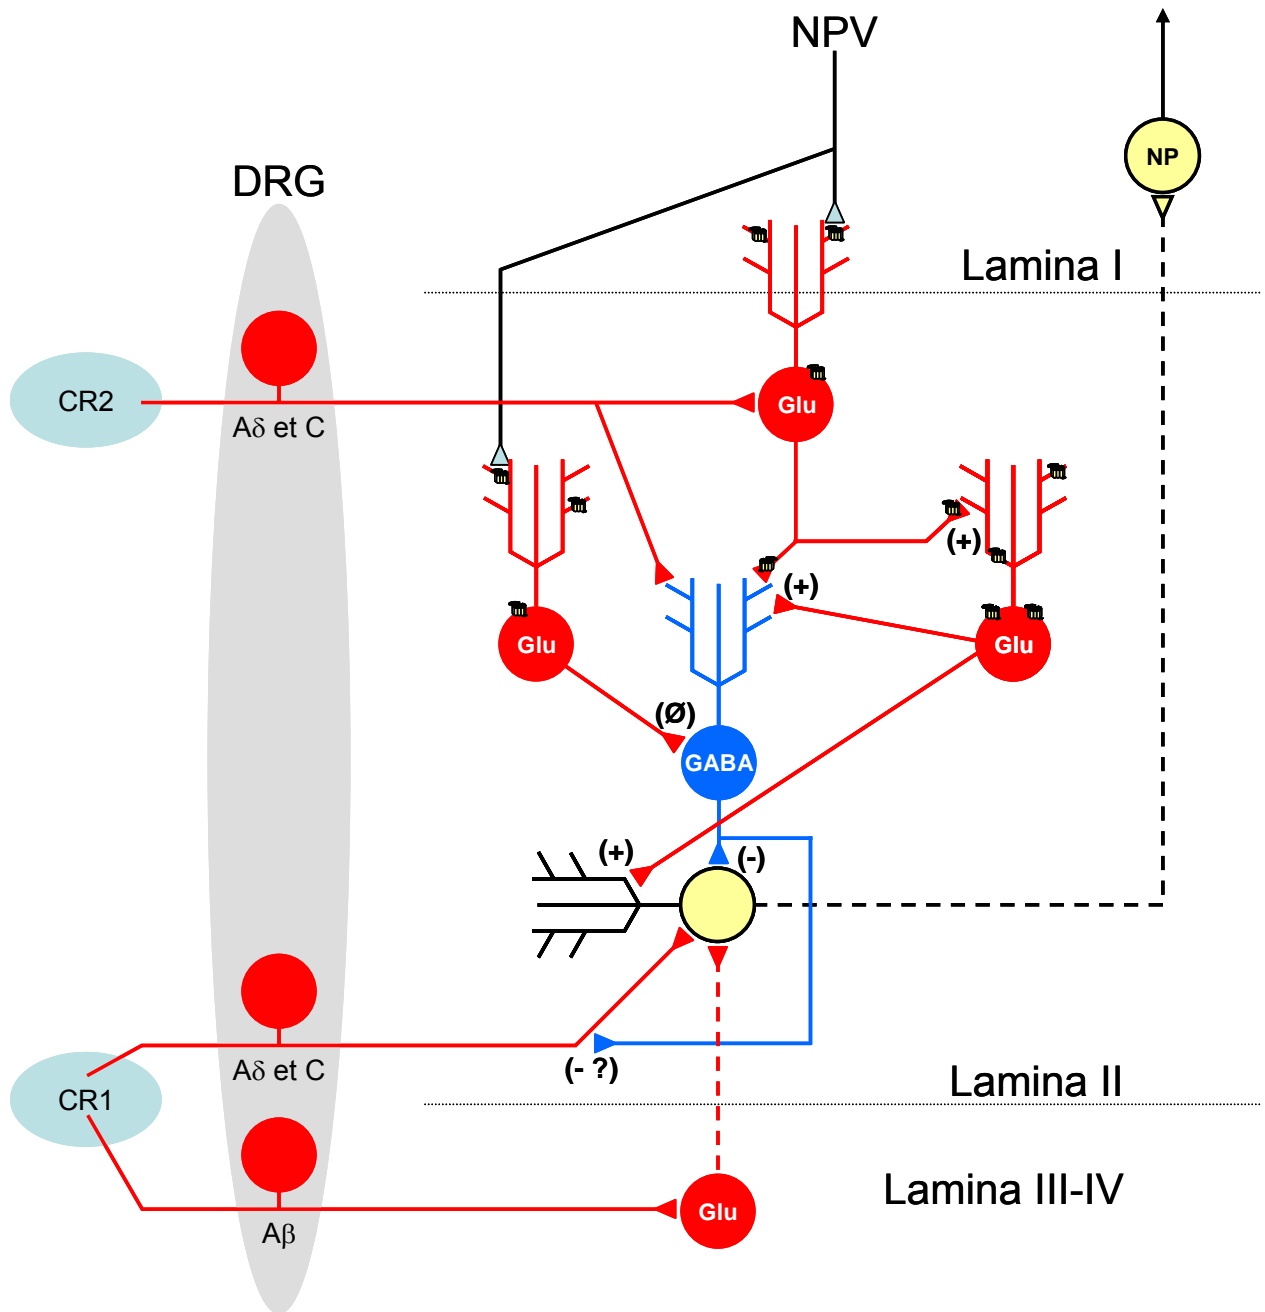 NPV
NP
DRG
Lamina I
CR2
Aδ et C
Glu
(+)
(+)
Glu
Glu
(Ø)
GABA
(+)
(-)
Aδ et C
(- ?)
CR1
Lamina II
Lamina III-IV
Glu
Aβ